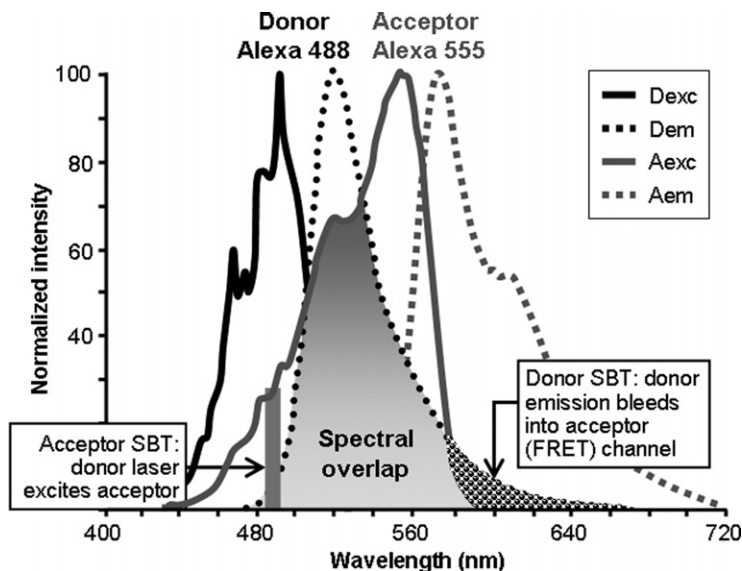 Donor
Alexa 488
Acceptor
Alexa 555
Dexc
Dem
Aexc
Aem
Normalized intensity
100
80
60
40
Acceptor SBT:
donor laser
excites acceptor
Spectral
overlap
Donor SBT: donor
emission bleeds
into acceptor
(FRET) channel
400
480
560
640
720
Wavelength (nm)